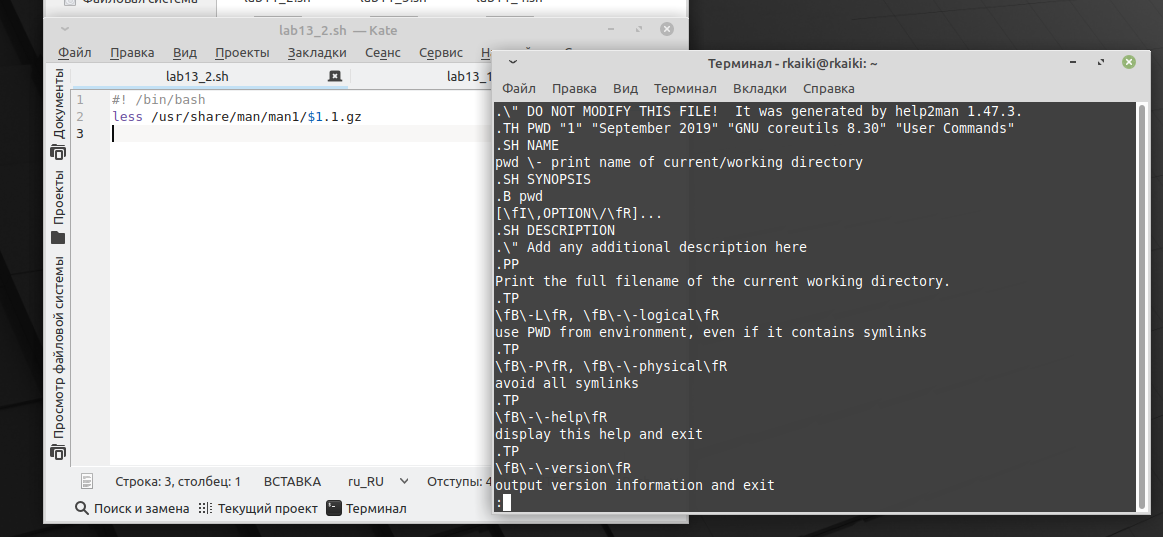 Файловая система
lab13_2.sh — Kate
Файл Правка Вид Проекты Закладки Сеанс Сервис
lab13_2.sh
lab13_1
Документы
Проекты
Просмотр файловой системы
1 #! /bin/bash
2 less /usr/share/man/man1/$1.1.gz
3
Строка: 3, столбец: 1 ВСТАВКА ru_RU Отступы: 4
Поиск и замена Текущий проект Терминал
Терминал - rkaiki@rkaiki: ~
Файл Правка Вид Терминал Вкладки Справка
.\" DO NOT MODIFY THIS FILE!  It was generated by help2man 1.47.3.
.TH PWD "1" "September 2019" "GNU coreutils 8.30" "User Commands"
.SH NAME
pwd \- print name of current/working directory
.SH SYNOPSIS
.B pwd
[\fI\,OPTION\/\fR]...
.SH DESCRIPTION
.\" Add any additional description here
.PP
Print the full filename of the current working directory.
.TP
\fB\-L\fR, \fB\-\-logical\fR
use PWD from environment, even if it contains symlinks
.TP
\fB\-P\fR, \fB\-\-physical\fR
avoid all symlinks
.TP
\fB\-\-help\fR
display this help and exit
.TP
\fB\-\-version\fR
output version information and exit
: